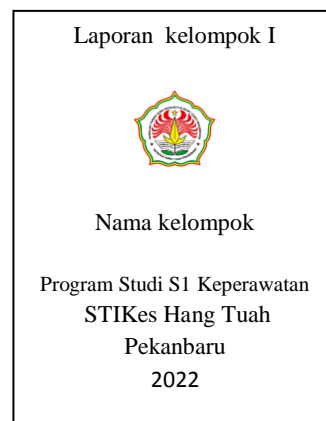 Laporan kelompok I
Nama kelompok
Program Studi S1 Keperawatan
STIKes Hang Tuah
Pekanbaru
2022